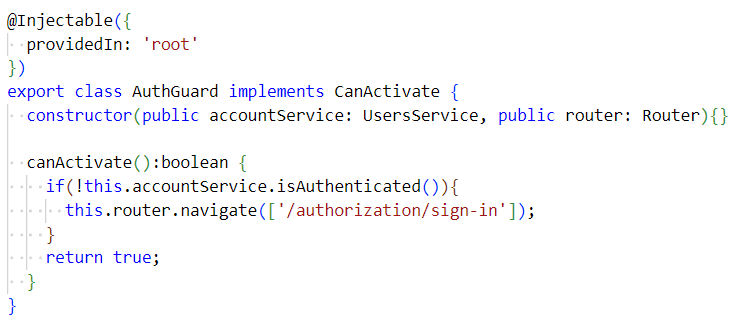 @Injectable({
  providedIn: 'root'
})
export class AuthGuard implements CanActivate {
  constructor(public accountService: UsersService, public router: Router){}

  canActivate():boolean {
    if(!this.accountService.isAuthenticated()){
      this.router.navigate(['/authorization/sign-in']);
    }
    return true;
  }
}